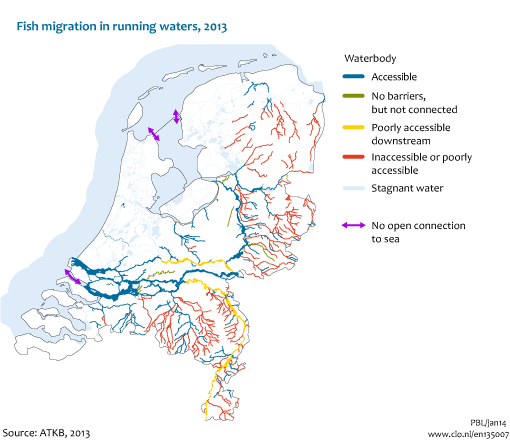 Fish migration in running waters, 2013
Waterbody
Accessible
No barriers,
but not connected
Poorly accessible
downstream
Inaccessible or poorly
accessible
Stagnant water
No open connection
to sea
Source: ATKB, 2013
PBL/jan14
www.clo.nl/en135007